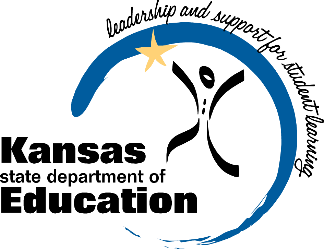 leadership and support for student learning
Kansas
state department of
Education